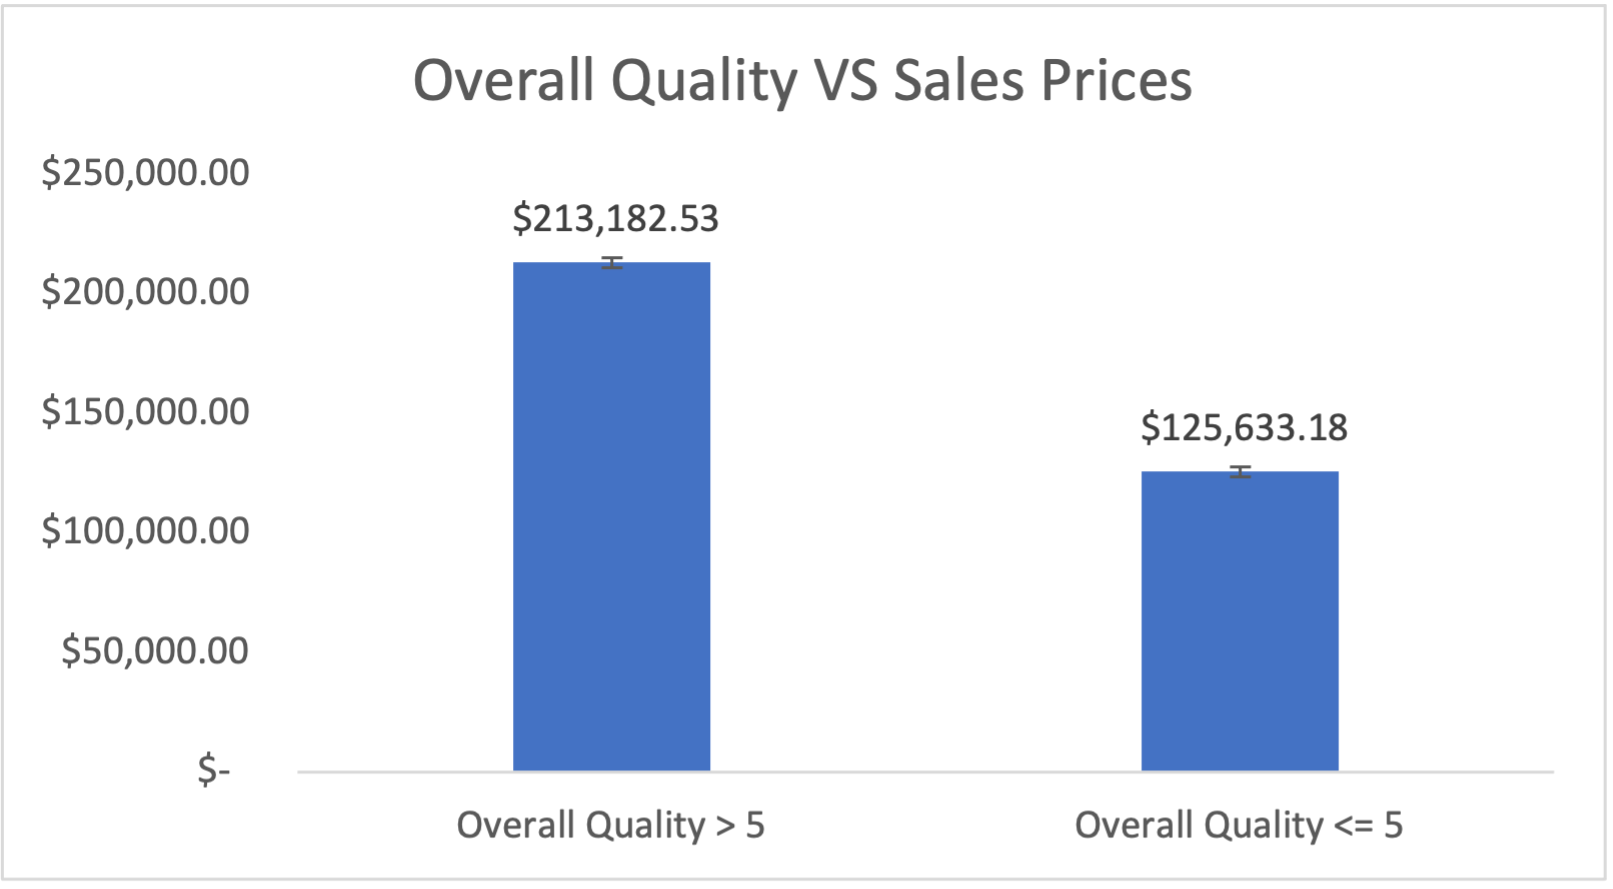 Overall Quality VS Sales Prices
$250,000.00
$200,000.00
$150,000.00
$100,000.00
$50,000.00
$-
$213,182.53
$125,633.18
Overall Quality > 5
Overall Quality <= 5